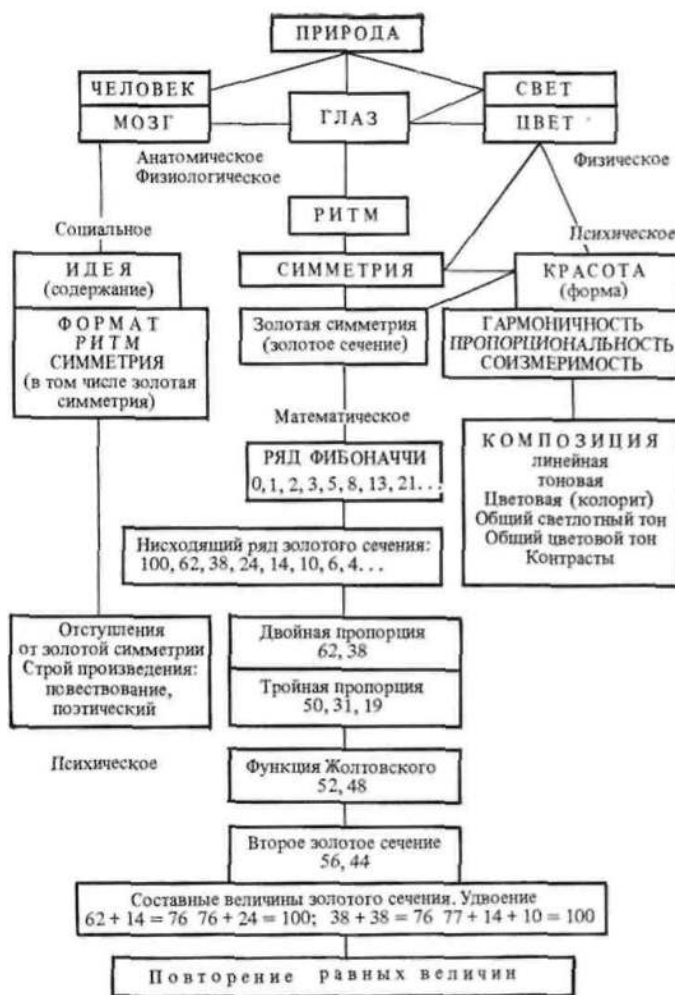 ПРИРОДА
ЧЕЛОВЕК
МОЗГ
ГЛАЗ
СВЕТ
ЦВЕТ
Анатомическое
Физиологическое
Физическое
РИТМ
Социальное
Психическое
ИДЕЯ
(содержание)
СИММЕТРИЯ
КРАСОТА
(форма)
ФОРМАТ
РИТМ
СИММЕТРИЯ
(в том числе золотая
симметрия)
Золотая симметрия
(золотое сечение)
ГАРМОНИЧНОСТЬ
ПРОПОРЦИОНАЛЬНОСТЬ
СОИЗМЕРИМОСТЬ
Математическое
РЯД ФИБОНАЧЧИ
0, 1, 2, 3, 5, 8, 13, 21...
КОМПОЗИЦИЯ
линейная
тоновая
Цветовая (колорит)
Общий светлотный тон
Общий цветовой тон
Контрасты
Нисходящий ряд золотого сечения:
100, 62, 38, 24, 14, 10, 6, 4...
Отступления
от золотой симметрии
Строй произведения:
повествование,
поэтический
Двойная пропорция
62, 38
Тройная пропорция
50, 31, 19
Психическое
Функция Жолтовского
52, 48
Второе золотое сечение
56, 44
Составные величины золотого сечения. Удвоение
62 + 14 = 76 76 + 24 = 100; 38 + 38 = 76 77 + 14 + 10 = 100
Повторение равных величин